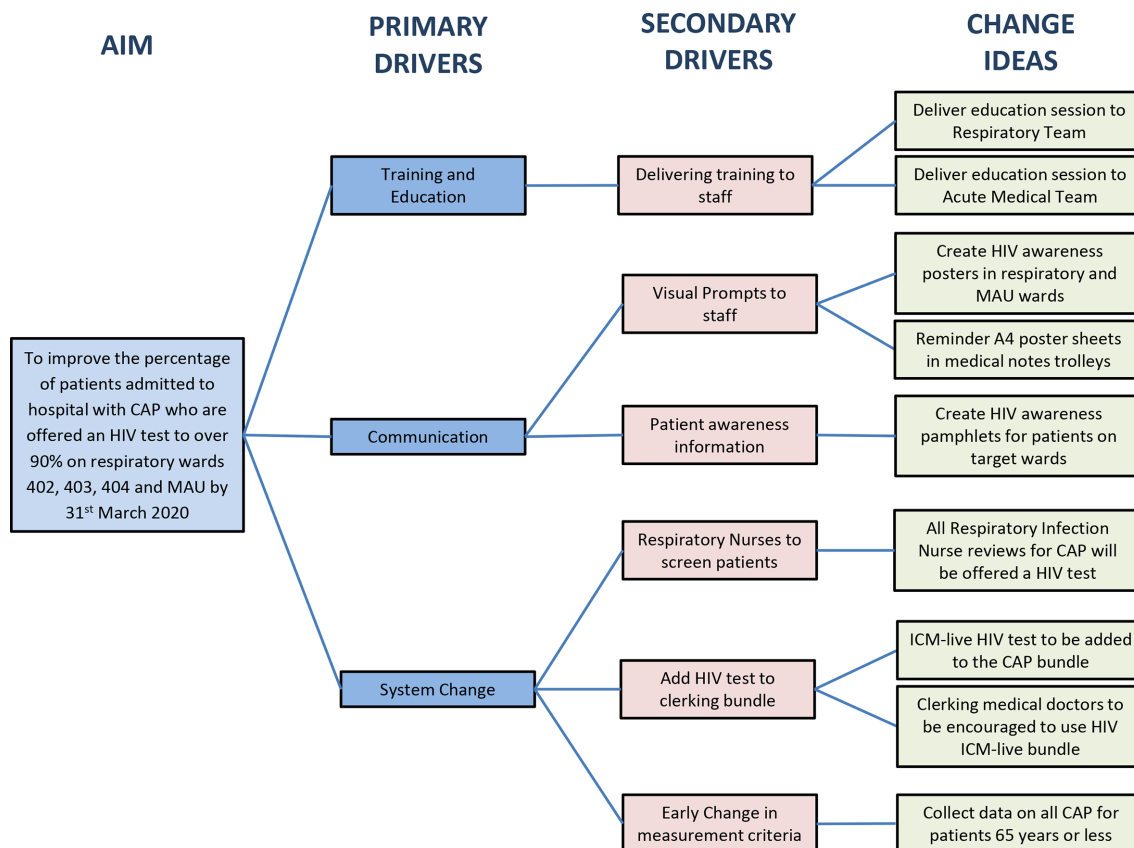 AIM
PRIMARY
DRIVERS
SECONDARY
DRIVERS
CHANGE
IDEAS
To improve the percentage
of patients admitted to
hospital with CAP who are
offered an HIV test to over
90% on respiratory wards
402, 403, 404 and MAU by
31st March 2020
Training and
Education
Communication
System Change
Delivering training to
staff
Visual Prompts to
staff
Patient awareness
information
Respiratory Nurses to
screen patients
Add HIV test to
clerking bundle
Early Change in
measurement criteria
Deliver education session to
Respiratory Team
Deliver education session to
Acute Medical Team
Create HIV awareness
posters in respiratory and
MAU wards
Reminder A4 poster sheets
in medical notes trolleys
Create HIV awareness
pamphlets for patients on
target wards
All Respiratory Infection
Nurse reviews for CAP will
be offered a HIV test
ICM-live HIV test to be added
to the CAP bundle
Clerking medical doctors to
be encouraged to use HIV
ICM-live bundle
Collect data on all CAP for
patients 65 years or less